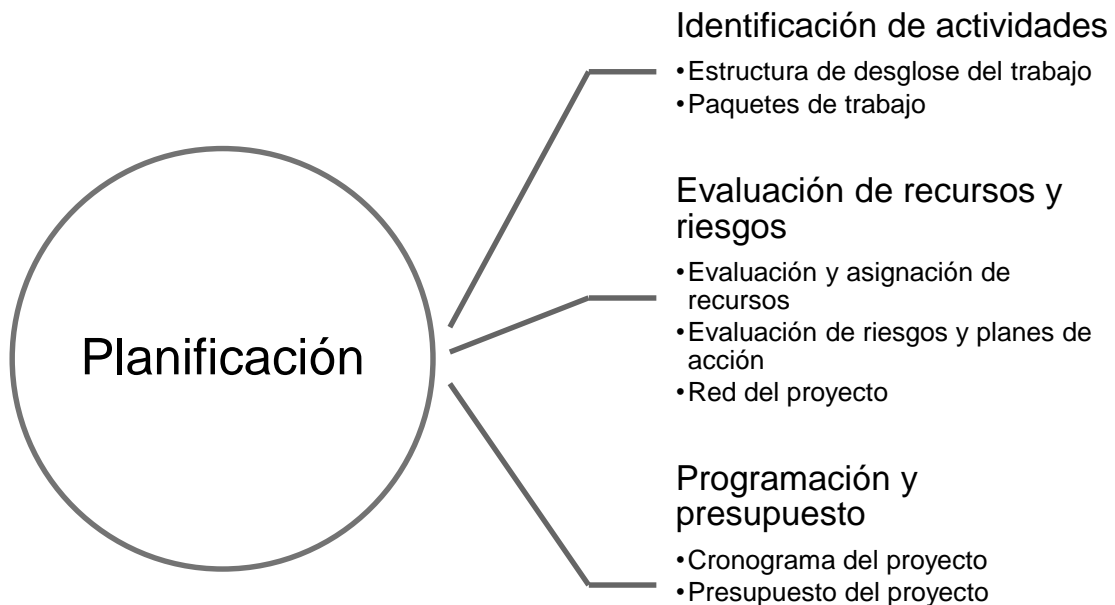 Planificación
Identificación de actividades
•Estructura de desglose del trabajo
•Paquetes de trabajo
Evaluación de recursos y
riesgos
•Evaluación y asignación de
recursos
•Evaluación de riesgos y planes de
acción
•Red del proyecto
Programación y
presupuesto
•Cronograma del proyecto
•Presupuesto del proyecto